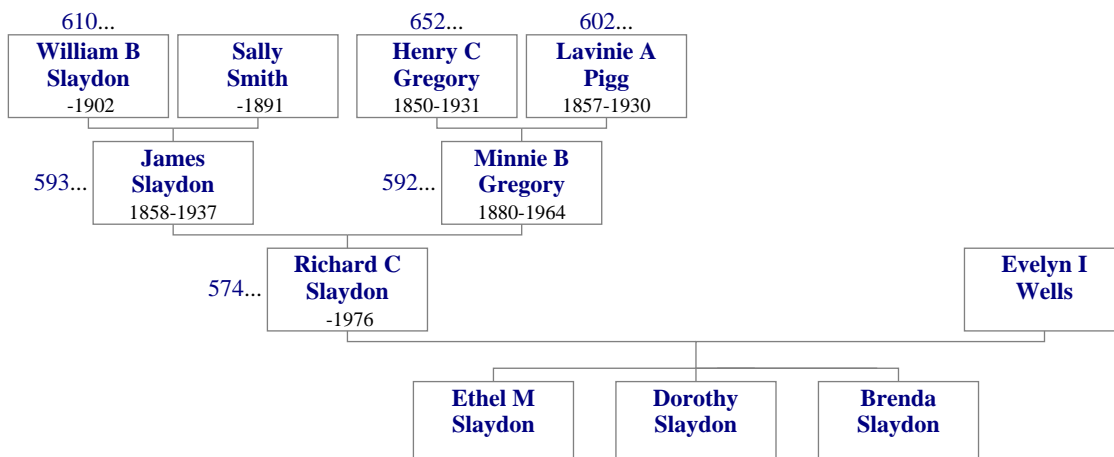 610...
652...
602...
William B
Slaydon
-1902
Sally
Smith
-1891
Henry C
Gregory
1850-1931
Lavinie A
Pigg
1857-1930
593...
James
Slaydon
1858-1937
592...
Minnie B
Gregory
1880-1964
574...
Richard C
Slaydon
-1976
Evelyn I
Wells
Ethel M
Slaydon
Dorothy
Slaydon
Brenda
Slaydon